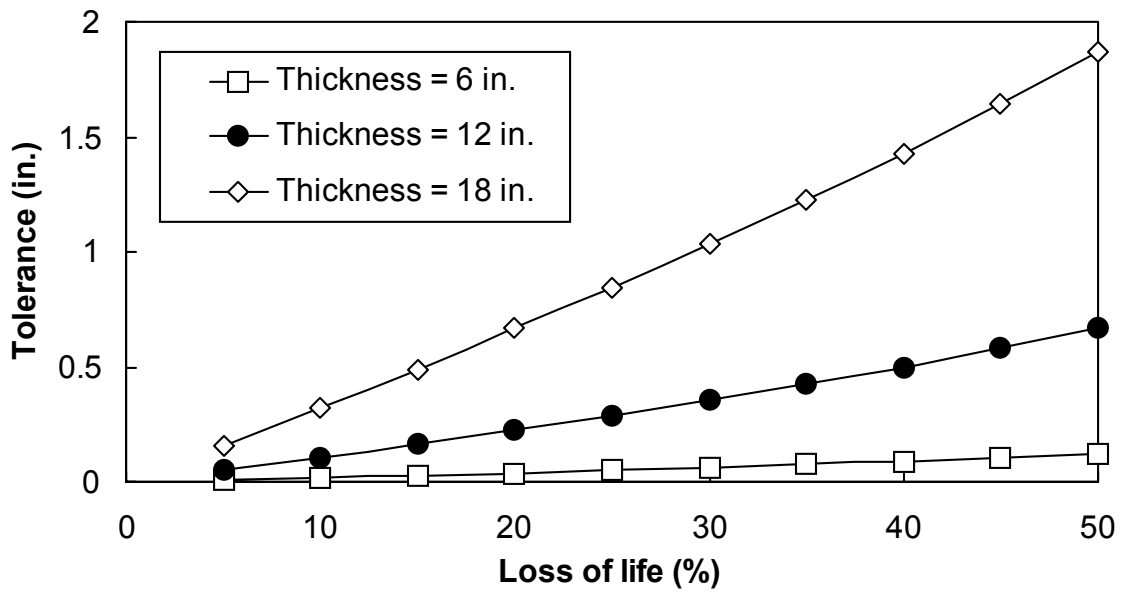 2
1.5
1
0.5
0
Tolerance (in.)
Thickness = 6 in.
Thickness = 12 in.
Thickness = 18 in.
0 10 20 30 40 50
Loss of life (%)